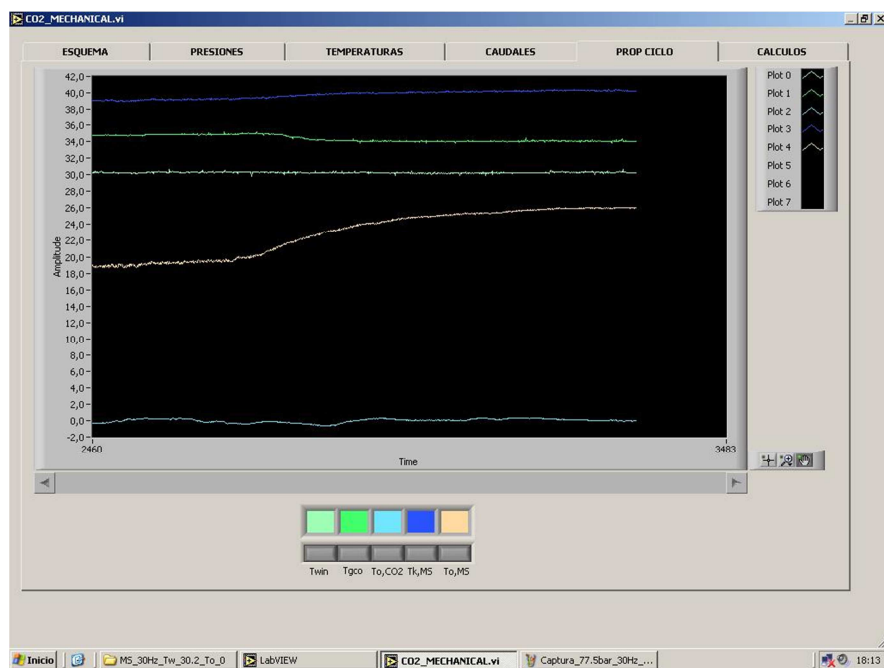 CO2_MECHANICAL.vi
ESQUEMA PRESIONES TEMPERATURAS CAUDALES PROP CICLO CALCULOS
42,0
40,0
38,0
36,0
34,0
32,0
30,0
28,0
26,0
24,0
22,0
20,0
18,0
16,0
14,0
12,0
10,0
8,0
6,0
4,0
2,0
0,0
-2,0
Amplitude
2460 3483
Time
Plot 0
Plot 1
Plot 2
Plot 3
Plot 4
Plot 5
Plot 6
Plot 7
Twin Tgco To,CO2 Tk,MS To,MS
Inicio MS_30Hz_Tw_30.2_To_0 LabVIEW CO2_MECHANICAL.vi Captura_77.5bar_30Hz_... 18:13